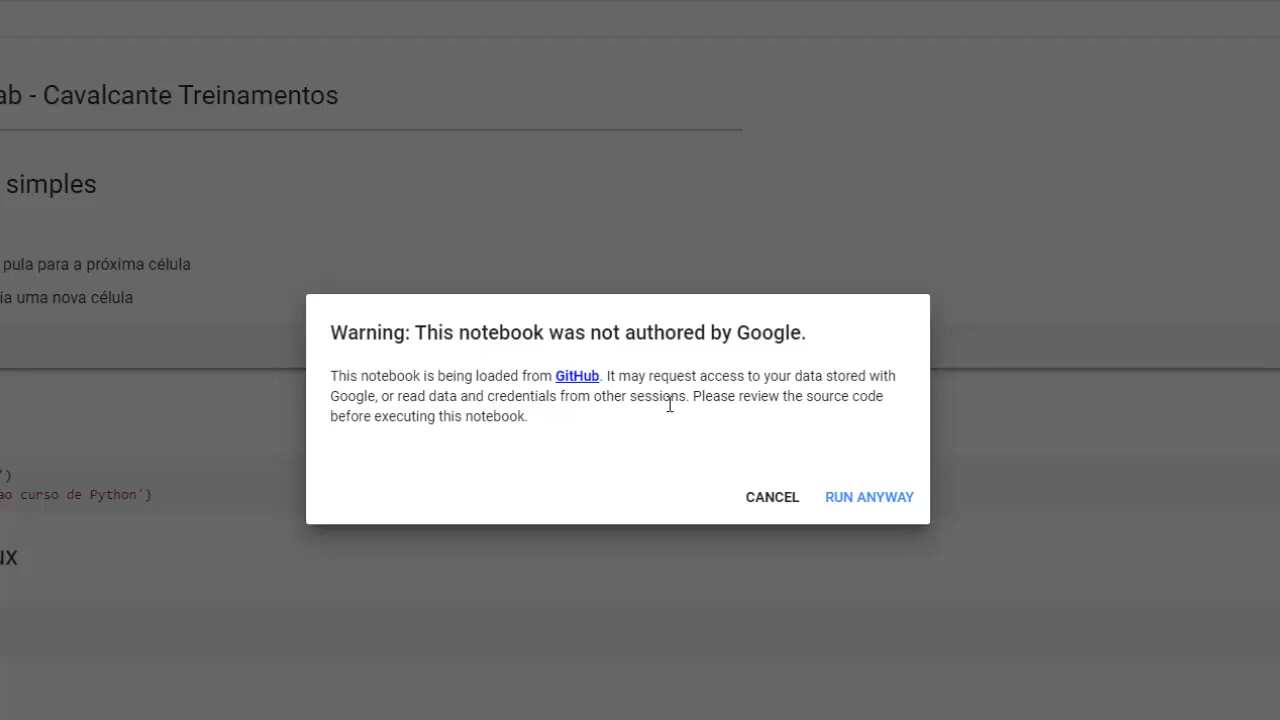 ab - Cavalcante Treinamentos
simples
pula para a próxima célula
ia uma nova célula
Warning: This notebook was not authored by Google.
This notebook is being loaded from GitHub. It may request access to your data stored with
Google, or read data and credentials from other sessions. Please review the source code
before executing this notebook.
')
ao curso de Python')
CANCEL RUN ANYWAY
ux